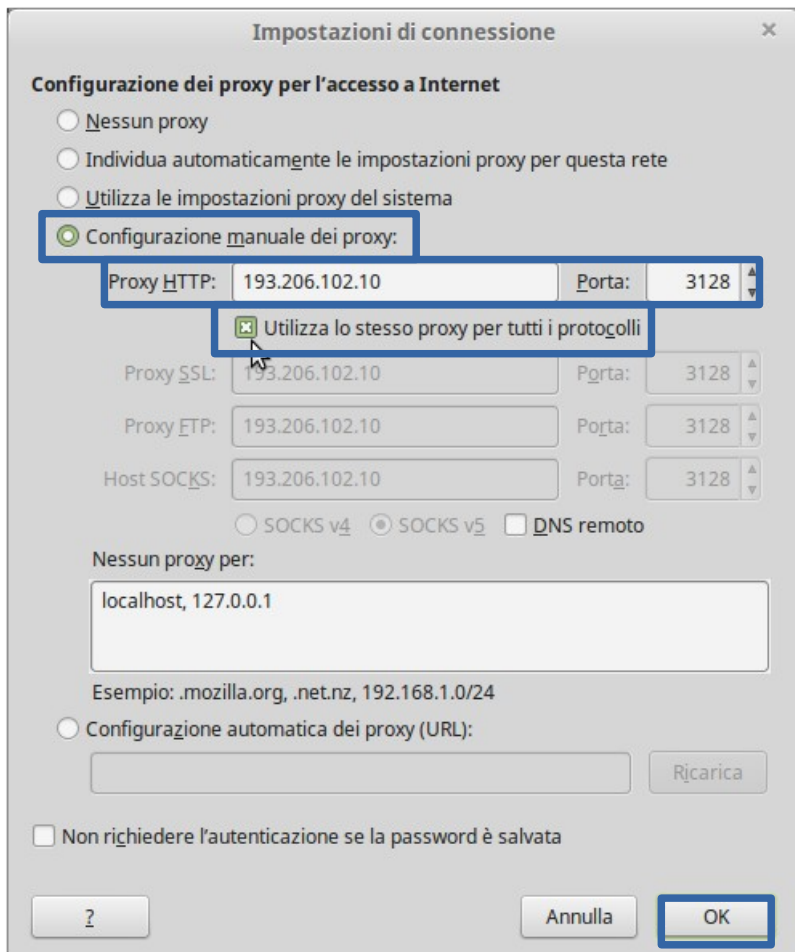 Impostazioni di connessione
Configurazione dei proxy per l'accesso a Internet
Nessun proxy
Individua automaticamente le impostazioni proxy per questa rete
Utilizza le impostazioni proxy del sistema
Configurazione manuale dei proxy:
Proxy HTTP: 193.206.102.10 Porta: 3128
Utilizza lo stesso proxy per tutti i protocolli
Proxy SSL: 193.206.102.10 Porta: 3128
Proxy FTP: 193.206.102.10 Porta: 3128
Host SOCKS: 193.206.102.10 Porta: 3128
SOCKS v4 SOCKS v5 DNS remoto
Nessun proxy per:
localhost, 127.0.0.1
Esempio: .mozilla.org, .net.nz, 192.168.1.0/24
Configurazione automatica dei proxy (URL):
Ricarica
Non richiedere l'autenticazione se la password è salvata
? Annulla OK